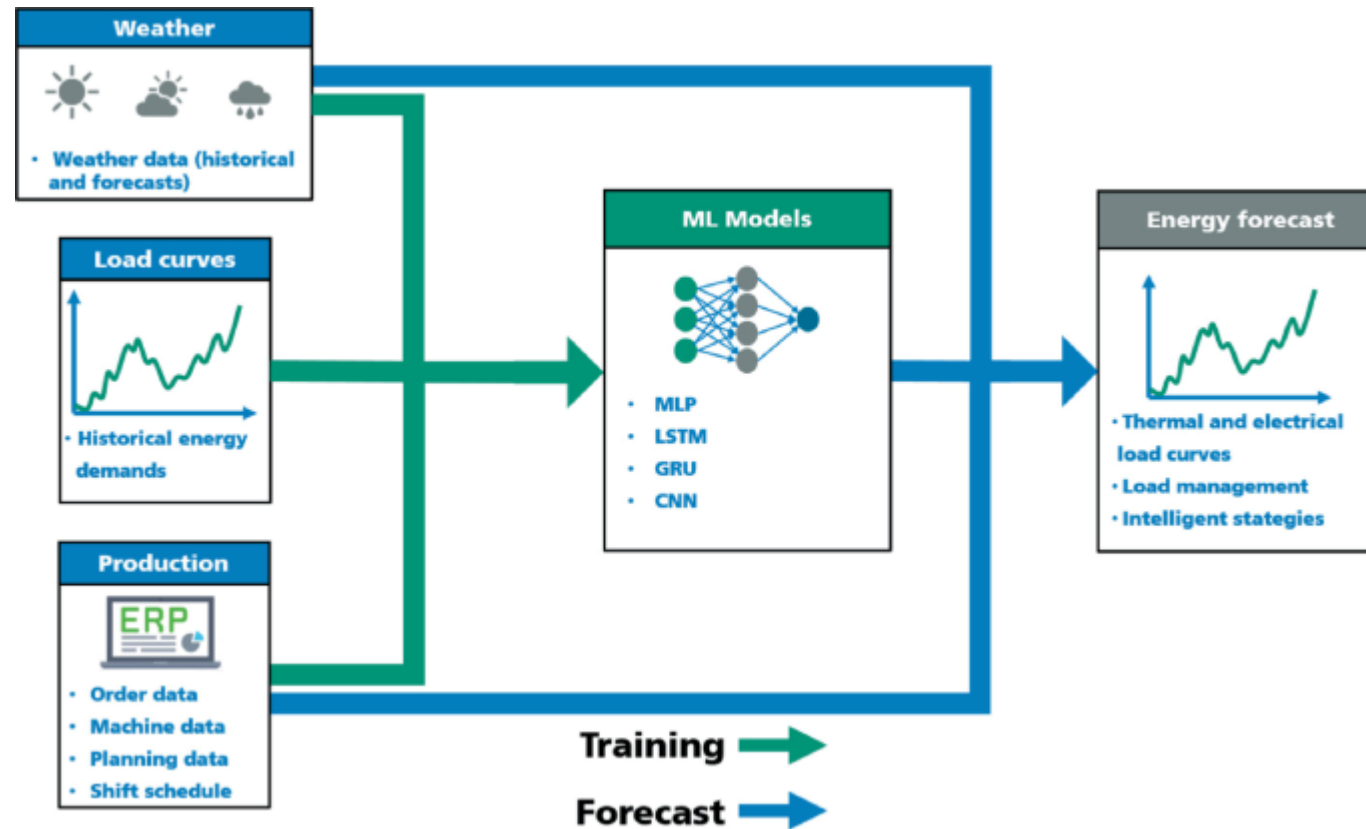 Weather
• Weather data (historical
and forecasts)
Load curves
• Historical energy
demands
Production
ERP
• Order data
• Machine data
• Planning data
• Shift schedule
ML Models
• MLP
• LSTM
• GRU
• CNN
Energy forecast
• Thermal and electrical
load curves
• Load management
• Intelligent stategies
Training
Forecast